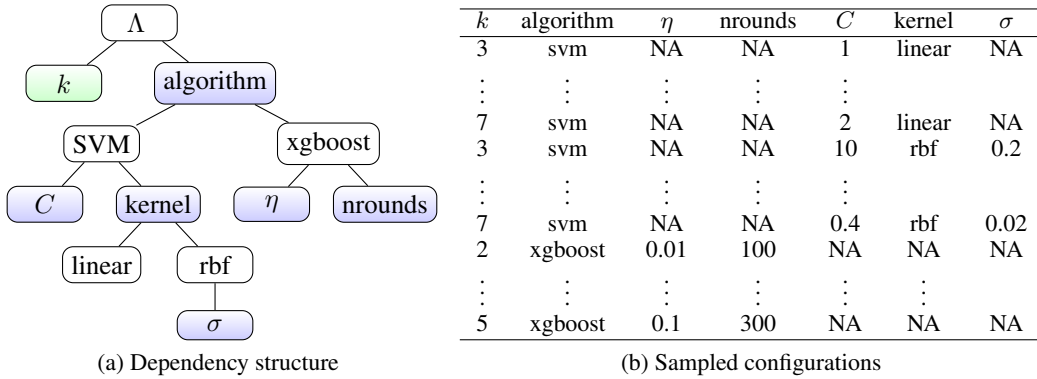 Λ
k algorithm
SVM xgboost
C kernel η nrounds
linear rbf
σ
(a) Dependency structure
k algorithm η nrounds C kernel σ
3 svm NA NA 1 linear NA
⋮ ⋮ ⋮ ⋮ ⋮
7 svm NA NA 2 linear NA
3 svm NA NA 10 rbf 0.2
⋮ ⋮ ⋮ ⋮ ⋮
7 svm NA NA 0.4 rbf 0.02
2 xgboost 0.01 100 NA NA NA
⋮ ⋮ ⋮ ⋮ ⋮ ⋮
5 xgboost 0.1 300 NA NA NA
(b) Sampled configurations